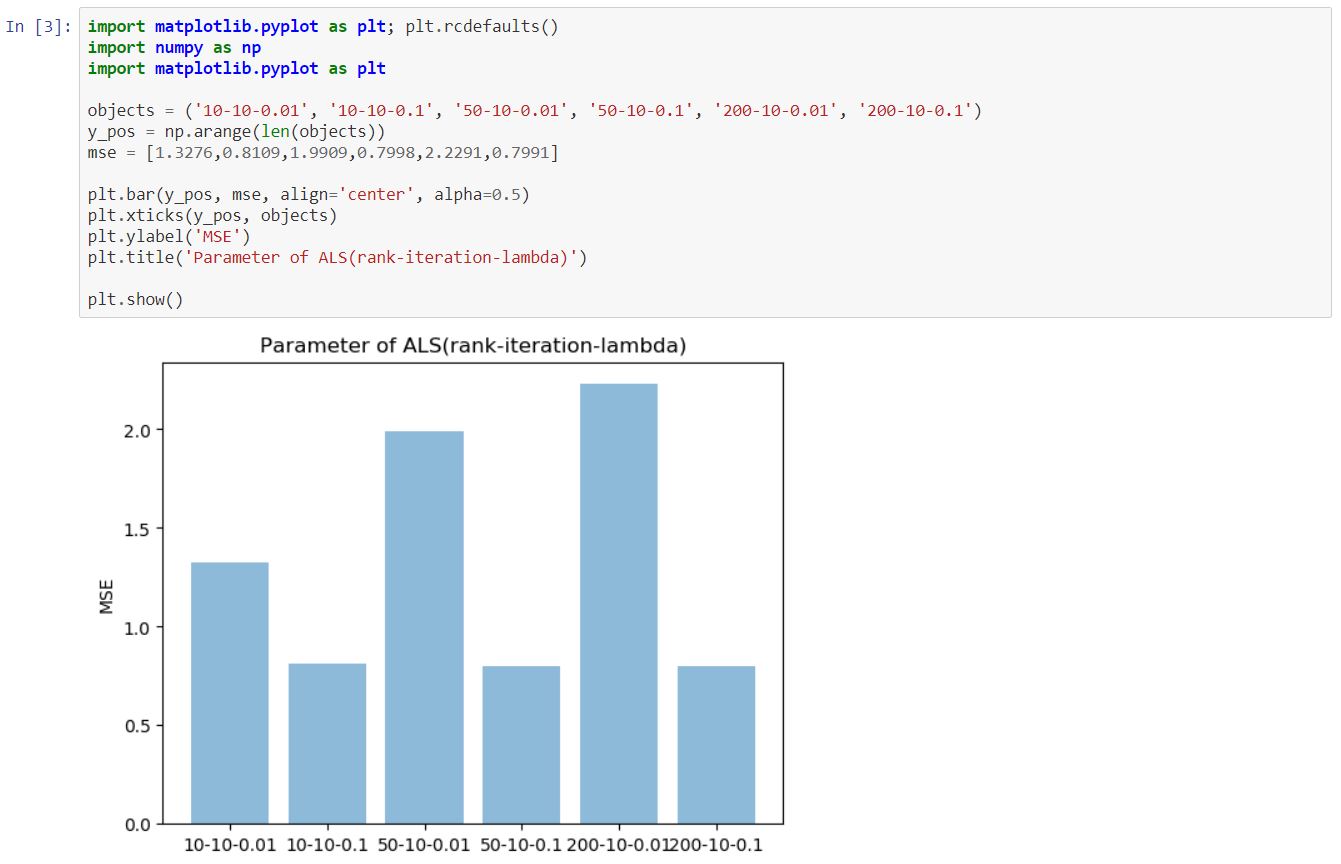 In [3]:
import matplotlib.pyplot as plt; plt.rcdefaults()
import numpy as np
import matplotlib.pyplot as plt
objects = ('10-10-0.01', '10-10-0.1', '50-10-0.01', '50-10-0.1', '200-10-0.01', '200-10-0.1')
y_pos = np.arange(len(objects))
mse = [1.3276,0.8109,1.9909,0.7998,2.2291,0.7991]
plt.bar(y_pos, mse, align='center', alpha=0.5)
plt.xticks(y_pos, objects)
plt.ylabel('MSE')
plt.title('Parameter of ALS(rank-iteration-lambda)')
plt.show()
Parameter of ALS(rank-iteration-lambda)
2.0
1.5
1.0
0.5
0.0
MSE
10-10-0.01 10-10-0.1 50-10-0.01 50-10-0.1 200-10-0.01 200-10-0.1